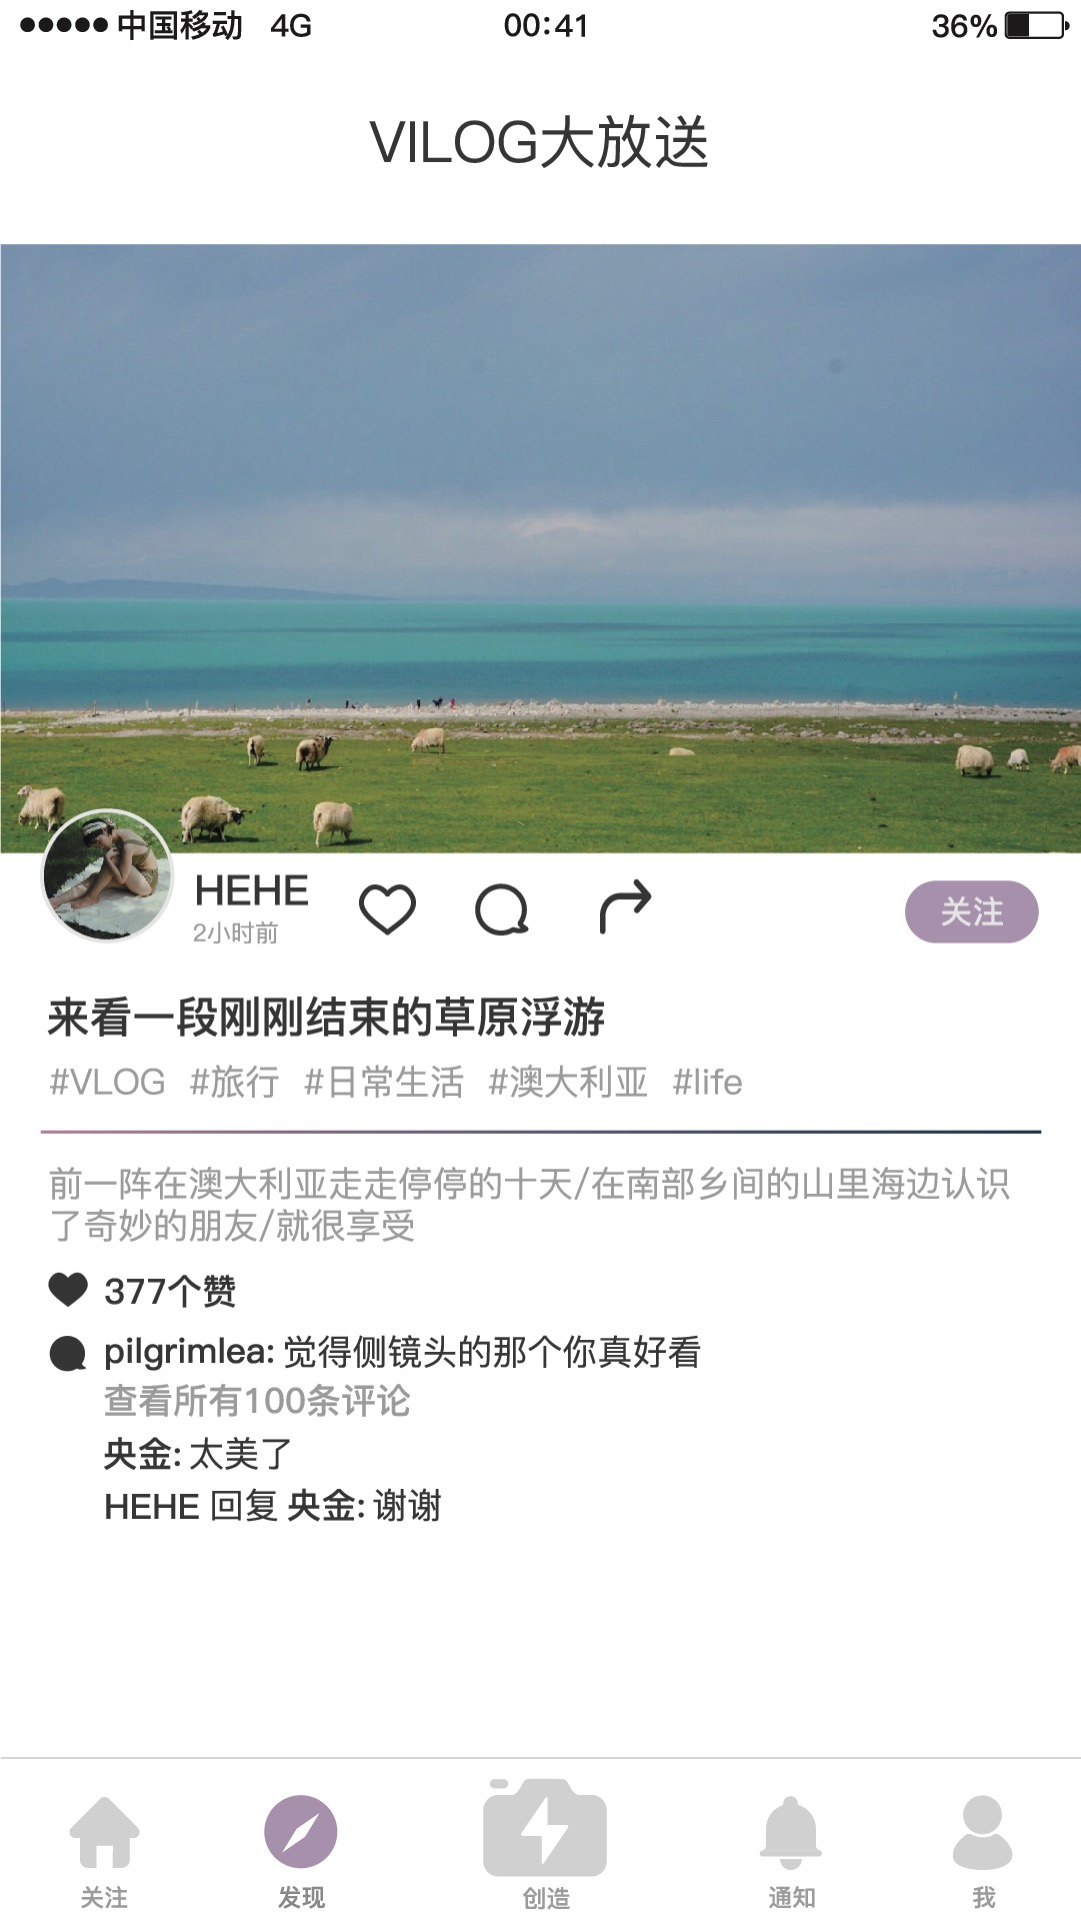 中国移动 4G 00:41 36%
VILOG大放送
HEHE
2小时前
关注
来看一段刚刚结束的草原浮游
#VLOG #旅行 #日常生活 #澳大利亚 #life
前一阵在澳大利亚走走停停的十天/在南部乡间的山里海边认识
了奇妙的朋友/就很享受
377个赞
pilgrimlea: 觉得侧镜头的那个你真好看
查看所有100条评论
央金: 太美了
HEHE 回复 央金: 谢谢
关注 发现 创造 通知 我